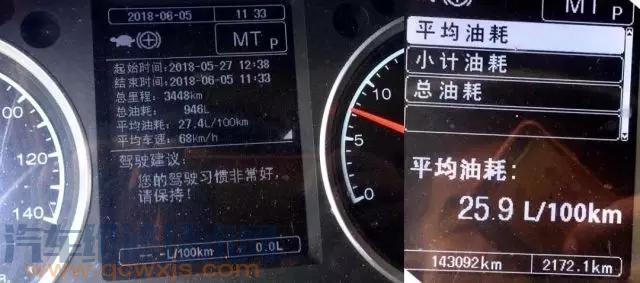 2018-06-05 11 33
MT P
起始时间:2018-05-27 12:38
结束时间:2018-06-05 11:33
总里程: 3448km
总油耗: 946L
平均油耗: 27.4L/100km
平均车速: 68km/h
驾驶建议:
您的驾驶习惯非常好,
请保持!
--.-L/100km 0.0L
100
120
140
10
5
0
MT P
平均油耗
小计油耗
总油耗
平均油耗:
25.9 L/100km
143092km 2172.1km
www.qcwxjs.com